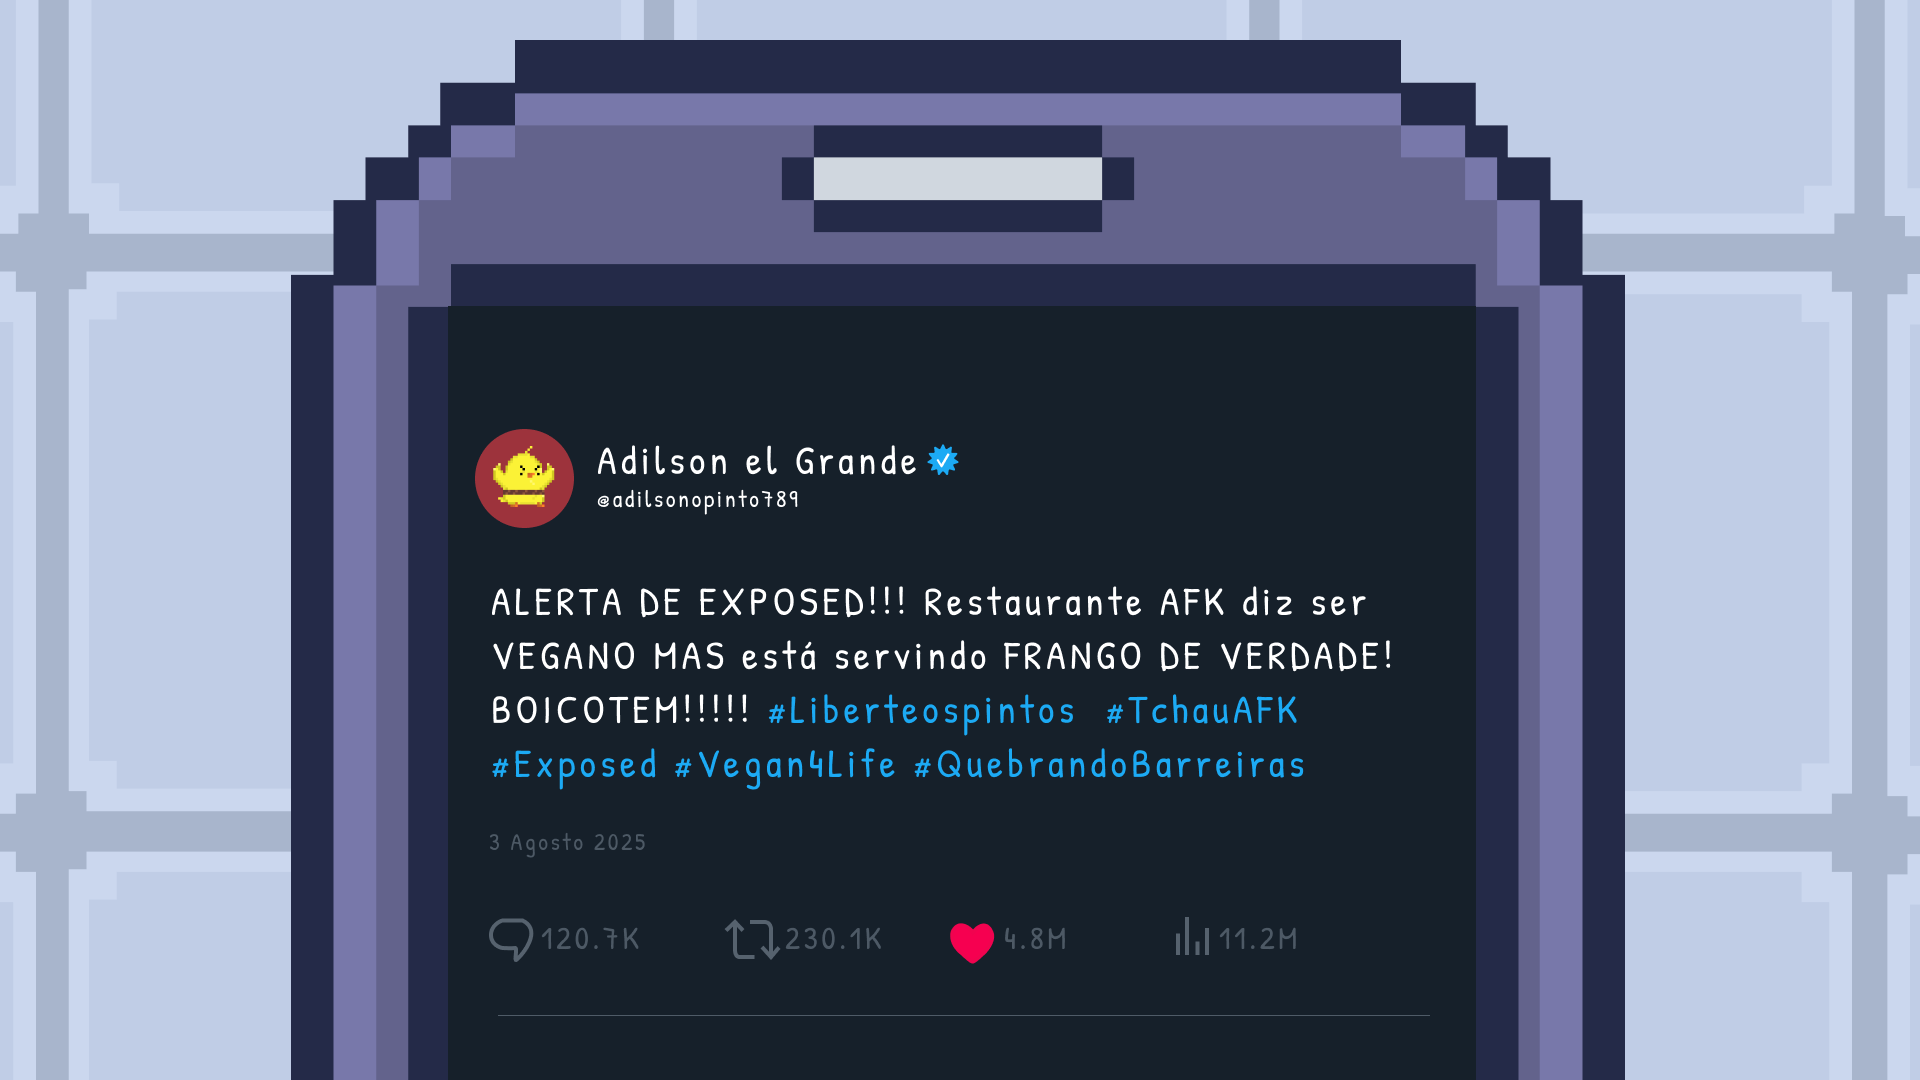 Adilson el Grande
@adilsonopinto789
ALERTA DE EXPOSED!!! Restaurante AFK diz ser
VEGANO MAS está servindo FRANGO DE VERDADE!
BOICOTEM!!!!! #Liberteospintos #TchauAFK
#Exposed #Vegan4Life #QuebrandoBarreiras
3 Agosto 2025
120.7K 230.1K 4.8M 11.2M